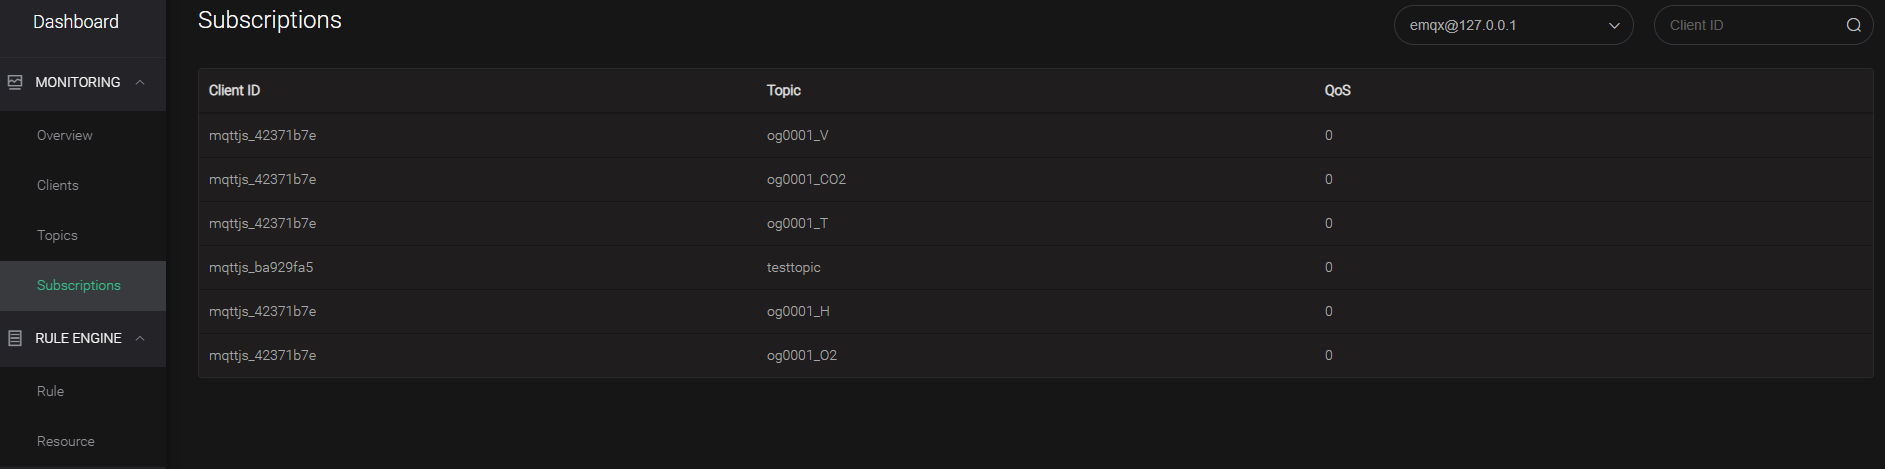 Dashboard
MONITORING
Overview
Clients
Topics
Subscriptions
RULE ENGINE
Rule
Resource
Subscriptions
emqx@127.0.0.1
Client ID
Client ID Topic QoS
mqttjs_42371b7e og0001_V 0
mqttjs_42371b7e og0001_CO2 0
mqttjs_42371b7e og0001_T 0
mqttjs_ba929fa5 testtopic 0
mqttjs_42371b7e og0001_H 0
mqttjs_42371b7e og0001_O2 0